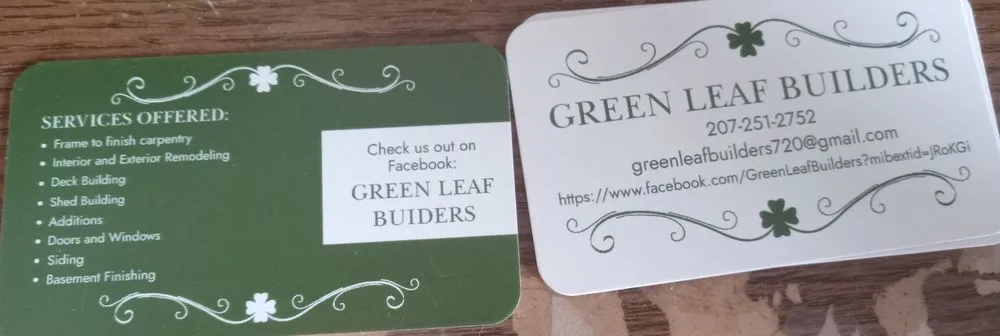 SERVICES OFFERED:
• Frame to finish carpentry
• Interior and Exterior Remodeling
• Deck Building
• Shed Building
• Additions
• Doors and Windows
• Siding
• Basement Finishing
Check us out on
Facebook:
GREEN LEAF
BUIDERS
GREEN LEAF BUILDERS
207-251-2752
greenleafbuilders720@gmail.com
https://www.facebook.com/GreenLeafBuilders?mibextid=JRoKGi